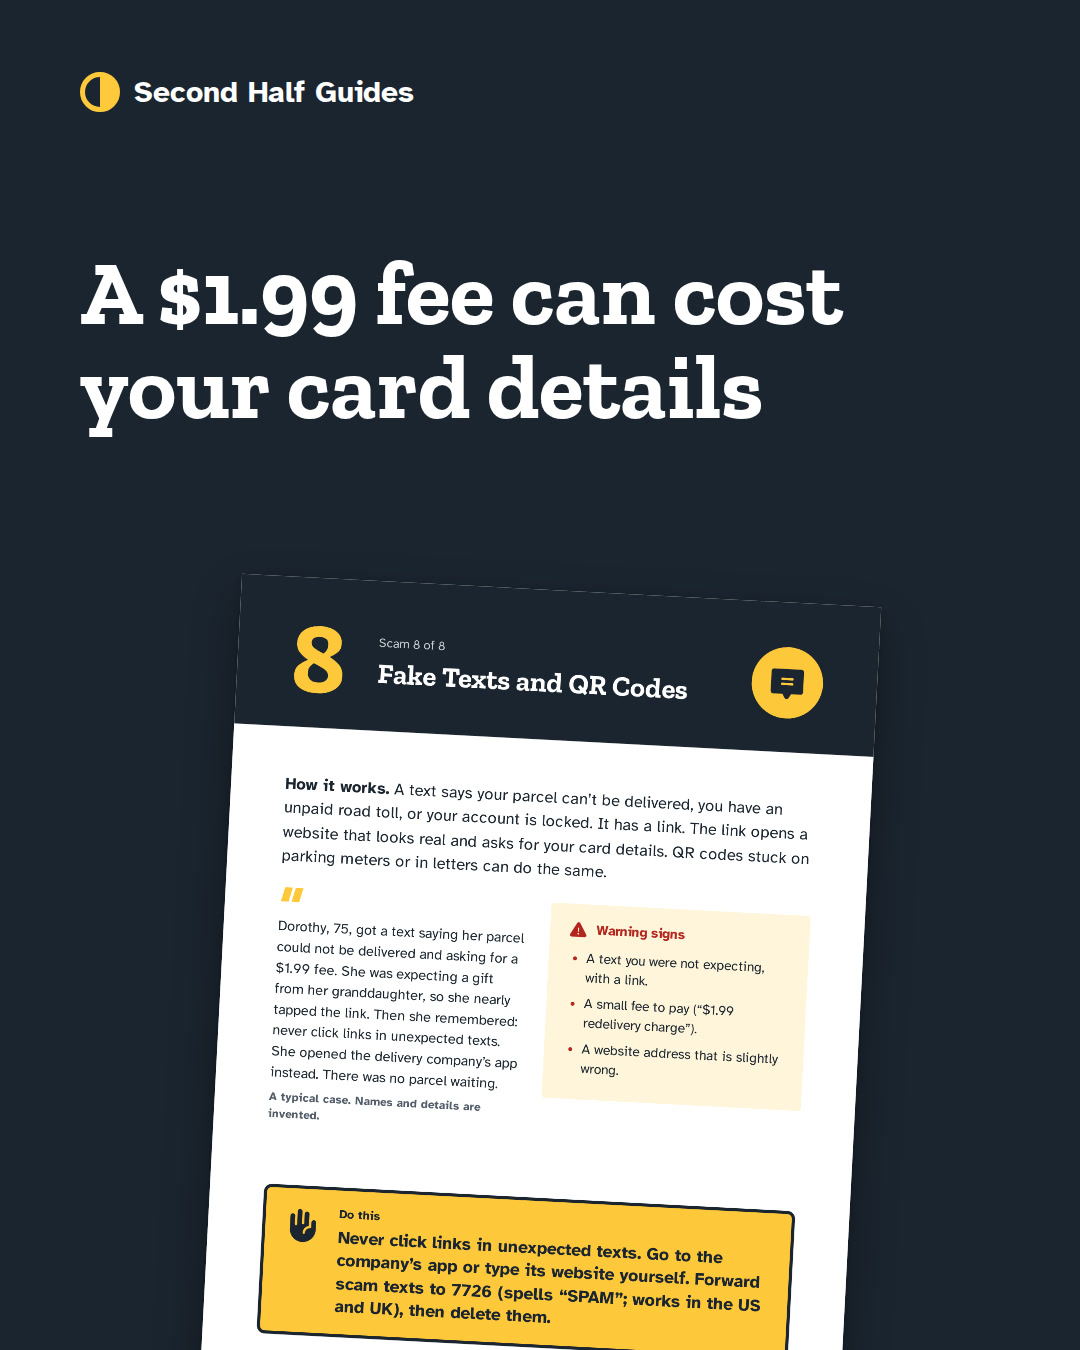 Second Half Guides
A $1.99 fee can cost
your card details
8
Scam 8 of 8
Fake Texts and QR Codes
How it works. A text says your parcel can’t be delivered, you have an
unpaid road toll, or your account is locked. It has a link. The link opens a
website that looks real and asks for your card details. QR codes stuck on
parking meters or in letters can do the same.
Dorothy, 75, got a text saying her parcel
could not be delivered and asking for a
$1.99 fee. She was expecting a gift
from her granddaughter, so she nearly
tapped the link. Then she remembered:
never click links in unexpected texts.
She opened the delivery company’s app
instead. There was no parcel waiting.
A typical case. Names and details are
invented.
Warning signs
• A text you were not expecting,
with a link.
• A small fee to pay (“$1.99
redelivery charge”).
• A website address that is slightly
wrong.
Do this
Never click links in unexpected texts. Go to the
company’s app or type its website yourself. Forward
scam texts to 7726 (spells “SPAM”; works in the US
and UK), then delete them.